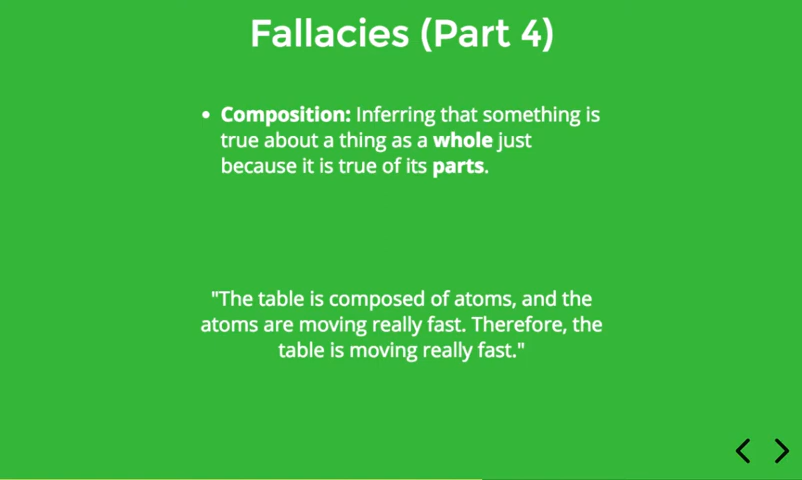 Fallacies (Part 4)
• Composition: Inferring that something is
true about a thing as a whole just
because it is true of its parts.
"The table is composed of atoms, and the
atoms are moving really fast. Therefore, the
table is moving really fast."